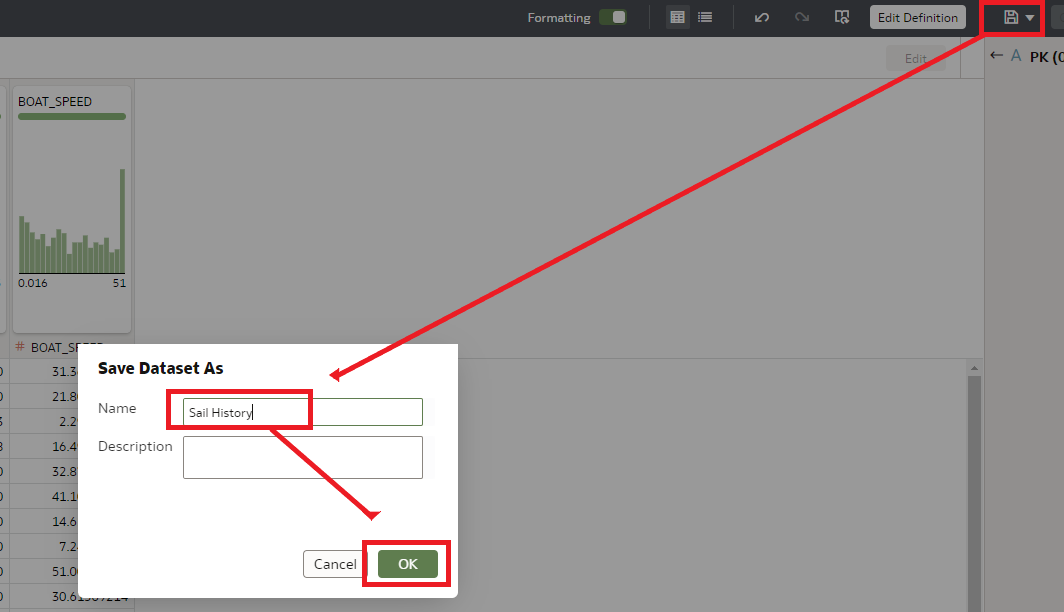 Formatting
Edit Definition
Edit
A PK (
BOAT_SPEED
0.016 51
# BOAT_SPEED
31.3
21.8
2.2
16.4
32.8
41.1
14.6
7.2
51.0
30.61509214
Save Dataset As
Name
Sail History
Description
Cancel
OK